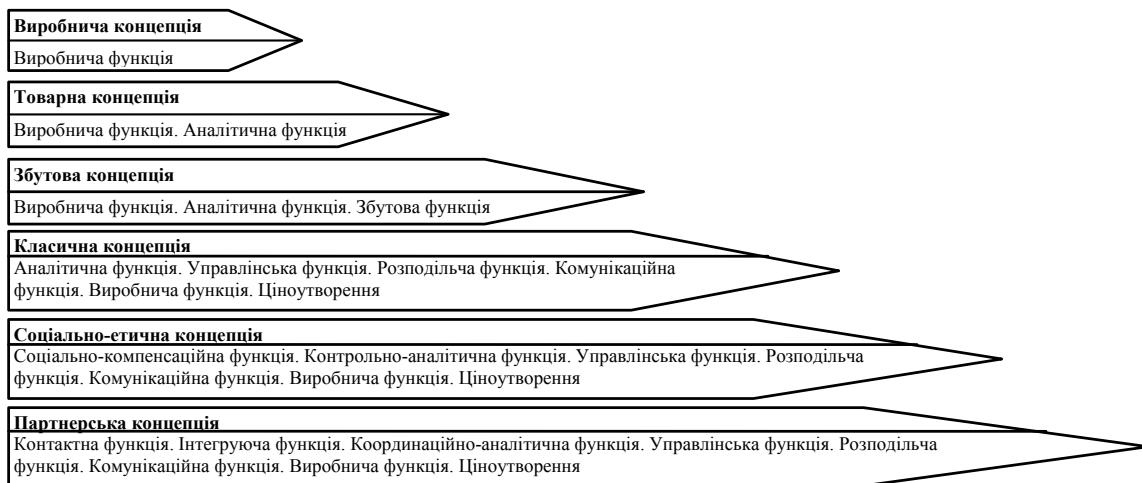 Виробнича концепція
Виробнича функція
Товарна концепція
Виробнича функція. Аналітична функція
Збутова концепція
Виробнича функція. Аналітична функція. Збутова функція
Класична концепція
Аналітична функція. Управлінська функція. Розподільча функція. Комунікаційна
функція. Виробнича функція. Ціноутворення
Соціально-етична концепція
Соціально-компенсаційна функція. Контрольно-аналітична функція. Управлінська функція. Розподільча
функція. Комунікаційна функція. Виробнича функція. Ціноутворення
Партнерська концепція
Контактна функція. Інтегруюча функція. Координаційно-аналітична функція. Управлінська функція. Розподільча
функція. Комунікаційна функція. Виробнича функція. Ціноутворення